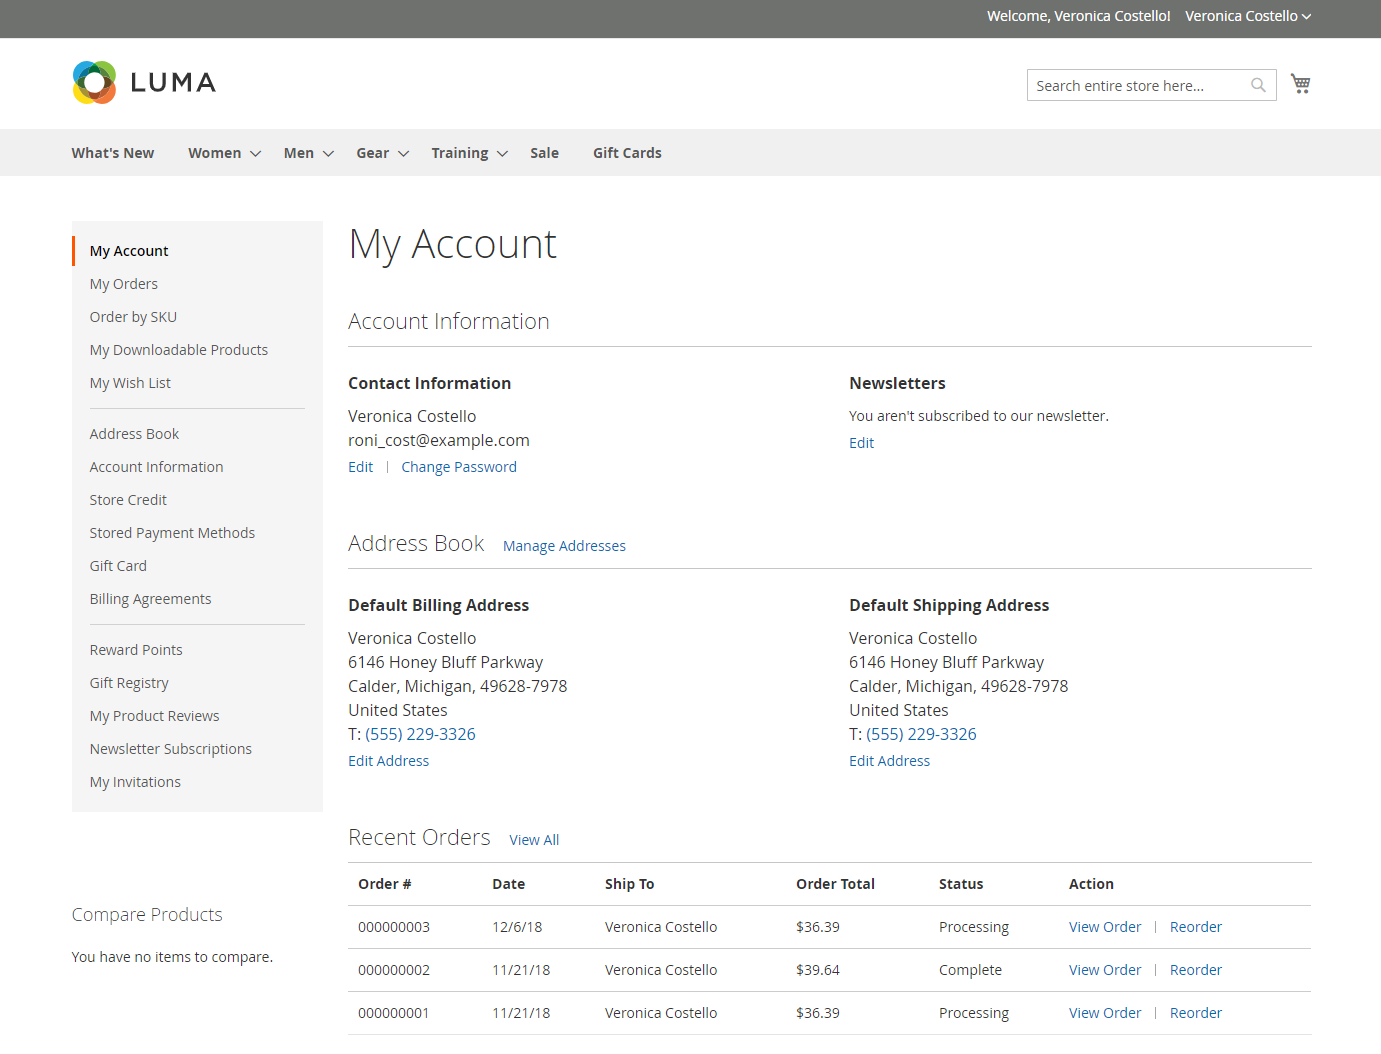 Welcome, Veronica Costello! Veronica Costello
LUMA
Search entire store here...
What's New Women Men Gear Training Sale Gift Cards
My Account
My Orders
Order by SKU
My Downloadable Products
My Wish List
Address Book
Account Information
Store Credit
Stored Payment Methods
Gift Card
Billing Agreements
Reward Points
Gift Registry
My Product Reviews
Newsletter Subscriptions
My Invitations
Compare Products
You have no items to compare.
My Account
Account Information
Contact Information
Veronica Costello
roni_cost@example.com
Edit | Change Password
Newsletters
You aren't subscribed to our newsletter.
Edit
Address Book Manage Addresses
Default Billing Address
Veronica Costello
6146 Honey Bluff Parkway
Calder, Michigan, 49628-7978
United States
T: (555) 229-3326
Edit Address
Default Shipping Address
Veronica Costello
6146 Honey Bluff Parkway
Calder, Michigan, 49628-7978
United States
T: (555) 229-3326
Edit Address
Recent Orders View All
Order # Date Ship To Order Total Status Action
000000003 12/6/18 Veronica Costello $36.39 Processing View Order | Reorder
000000002 11/21/18 Veronica Costello $39.64 Complete View Order | Reorder
000000001 11/21/18 Veronica Costello $36.39 Processing View Order | Reorder